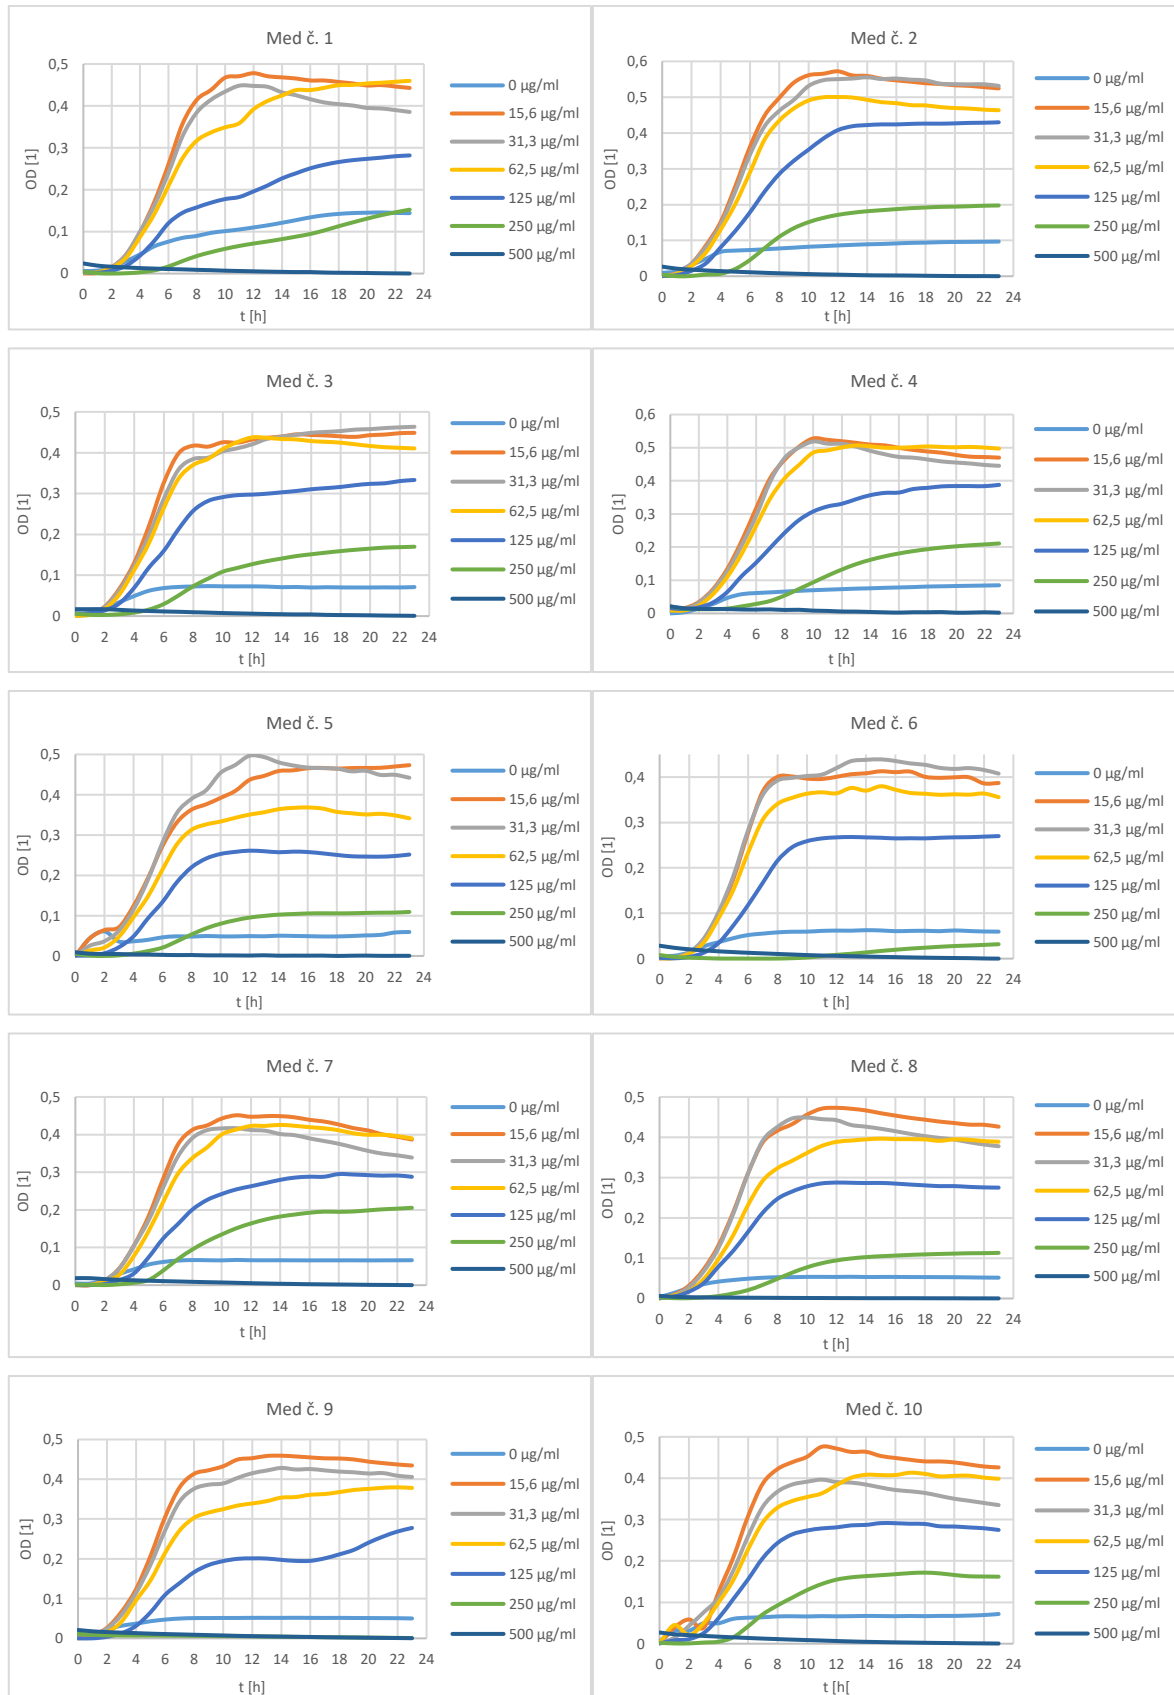 Med č. 1
0,5
0,4
0,3
0,2
0,1
0
OD [1]
0 2 4 6 8 10 12 14 16 18 20 22 24
t [h]
0 µg/ml
15,6 µg/ml
31,3 µg/ml
62,5 µg/ml
125 µg/ml
250 µg/ml
500 µg/ml
Med č. 2
0,6
0,5
0,4
0,3
0,2
0,1
0
OD [1]
0 2 4 6 8 10 12 14 16 18 20 22 24
t [h]
0 µg/ml
15,6 µg/ml
31,3 µg/ml
62,5 µg/ml
125 µg/ml
250 µg/ml
500 µg/ml
Med č. 3
0,5
0,4
0,3
0,2
0,1
0
OD [1]
0 2 4 6 8 10 12 14 16 18 20 22 24
t [h]
0 µg/ml
15,6 µg/ml
31,3 µg/ml
62,5 µg/ml
125 µg/ml
250 µg/ml
500 µg/ml
Med č. 4
0,6
0,5
0,4
0,3
0,2
0,1
0
OD [1]
0 2 4 6 8 10 12 14 16 18 20 22 24
t [h]
0 µg/ml
15,6 µg/ml
31,3 µg/ml
62,5 µg/ml
125 µg/ml
250 µg/ml
500 µg/ml
Med č. 5
0,5
0,4
0,3
0,2
0,1
0
OD [1]
0 2 4 6 8 10 12 14 16 18 20 22 24
t [h]
0 µg/ml
15,6 µg/ml
31,3 µg/ml
62,5 µg/ml
125 µg/ml
250 µg/ml
500 µg/ml
Med č. 6
0,4
0,3
0,2
0,1
0
OD [1]
0 2 4 6 8 10 12 14 16 18 20 22 24
t [h]
0 µg/ml
15,6 µg/ml
31,3 µg/ml
62,5 µg/ml
125 µg/ml
250 µg/ml
500 µg/ml
Med č. 7
0,5
0,4
0,3
0,2
0,1
0
OD [1]
0 2 4 6 8 10 12 14 16 18 20 22 24
t [h]
0 µg/ml
15,6 µg/ml
31,3 µg/ml
62,5 µg/ml
125 µg/ml
250 µg/ml
500 µg/ml
Med č. 8
0,5
0,4
0,3
0,2
0,1
0
OD [1]
0 2 4 6 8 10 12 14 16 18 20 22 24
t [h]
0 µg/ml
15,6 µg/ml
31,3 µg/ml
62,5 µg/ml
125 µg/ml
250 µg/ml
500 µg/ml
Med č. 9
0,5
0,4
0,3
0,2
0,1
0
OD [1]
0 2 4 6 8 10 12 14 16 18 20 22 24
t [h]
0 µg/ml
15,6 µg/ml
31,3 µg/ml
62,5 µg/ml
125 µg/ml
250 µg/ml
500 µg/ml
Med č. 10
0,5
0,4
0,3
0,2
0,1
0
OD [1]
0 2 4 6 8 10 12 14 16 18 20 22 24
t [h[
0 µg/ml
15,6 µg/ml
31,3 µg/ml
62,5 µg/ml
125 µg/ml
250 µg/ml
500 µg/ml